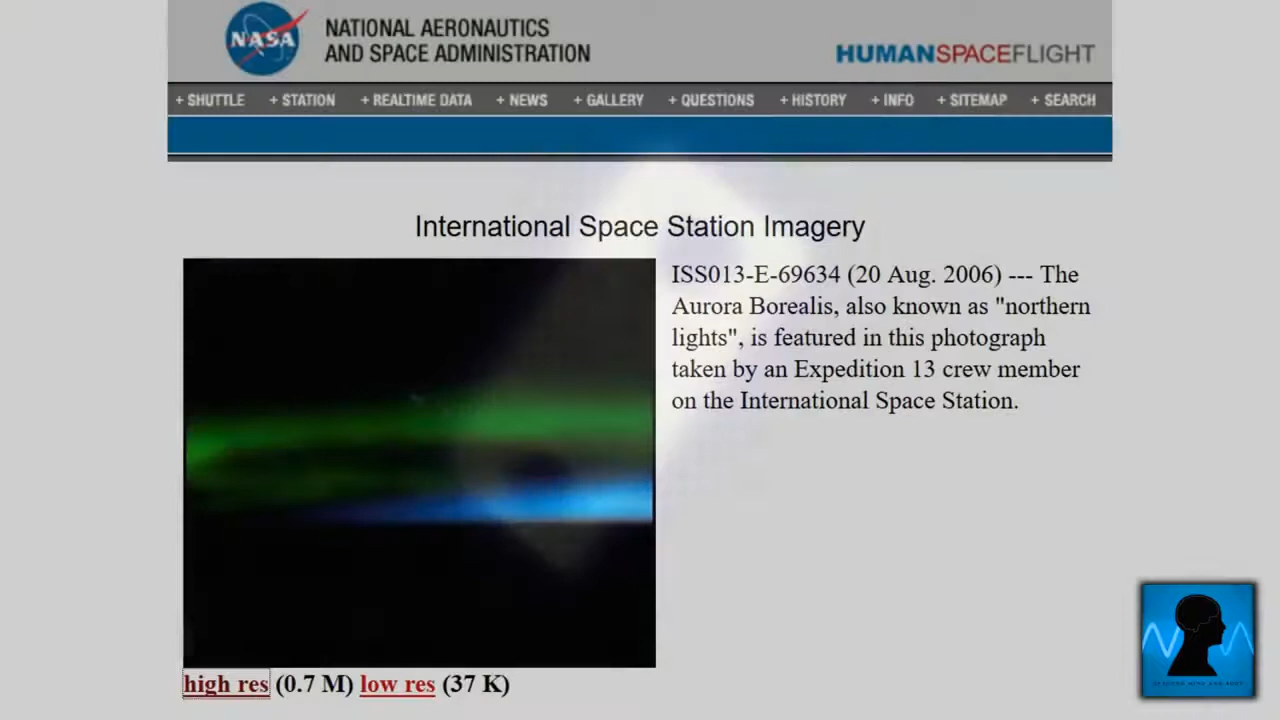 NASA
NATIONAL AERONAUTICS
AND SPACE ADMINISTRATION
HUMANSPACEFLIGHT
+ SHUTTLE + STATION + REALTIME DATA + NEWS + GALLERY + QUESTIONS + HISTORY + INFO + SITEMAP + SEARCH
International Space Station Imagery
ISS013-E-69634 (20 Aug. 2006) --- The
Aurora Borealis, also known as "northern
lights", is featured in this photograph
taken by an Expedition 13 crew member
on the International Space Station.
high res (0.7 M) low res (37 K)